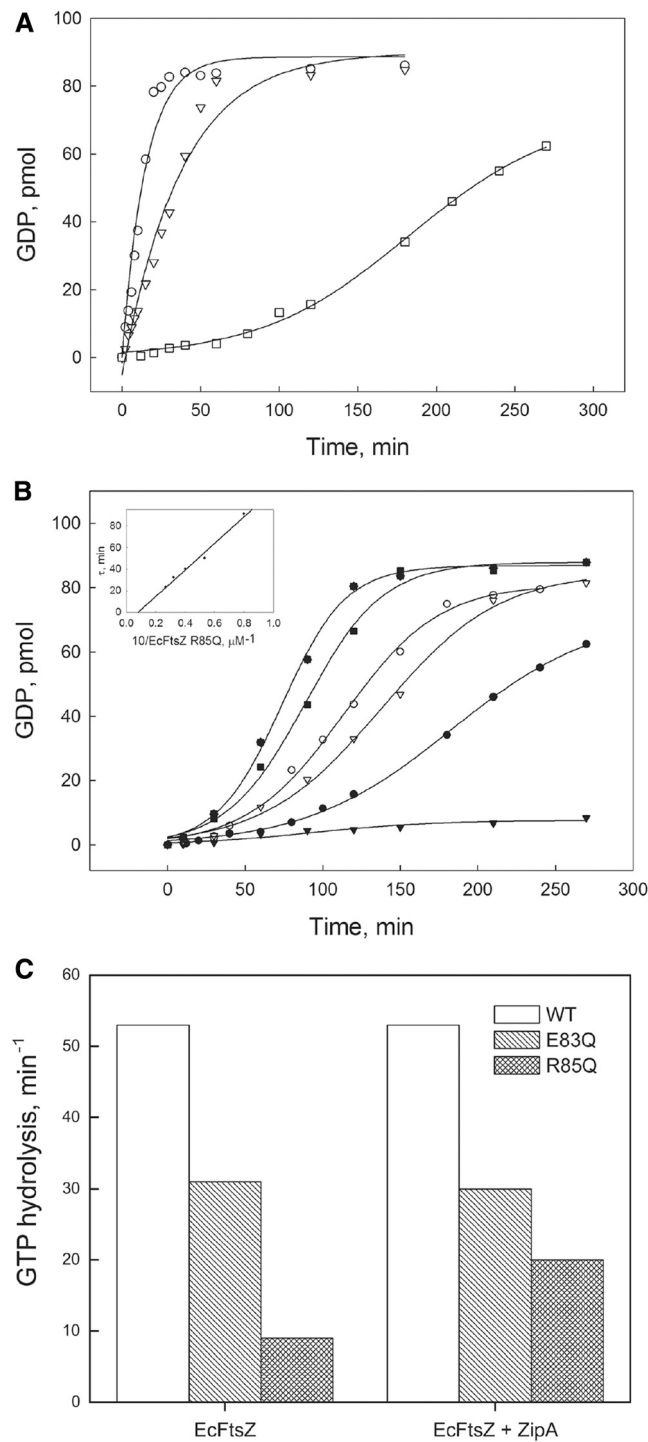 A
100
80
60
40
20
0
GDP, pmol
0 50 100 150 200 250 300
Time, min
B
100
80
60
40
20
0
GDP, pmol
80
60
40
20
0
τ, min
0.0 0.2 0.4 0.6 0.8 1.0
10/EcFtsZ R85Q, μM-1
0 50 100 150 200 250 300
Time, min
C
60
50
40
30
20
10
0
GTP hydrolysis, min-1
WT
E83Q
R85Q
EcFtsZ EcFtsZ + ZipA